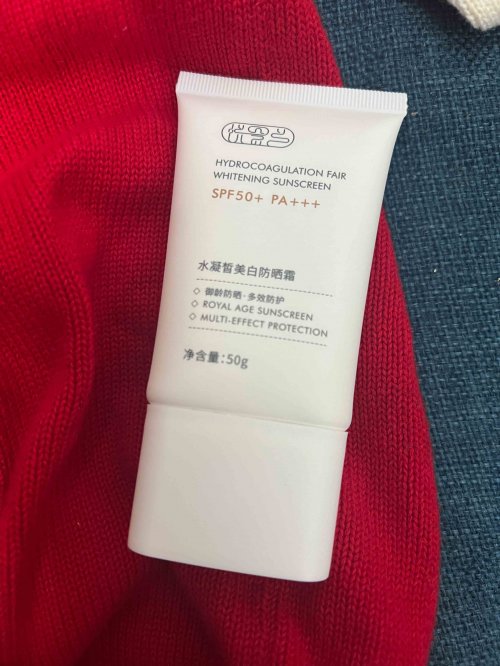 HYDROCOAGULATION FAIR
WHITENING SUNSCREEN
SPF50+ PA+++
水凝皙美白防晒霜
◇ 御龄防晒·多效防护
◇ ROYAL AGE SUNSCREEN
◇ MULTI-EFFECT PROTECTION
净含量:50g